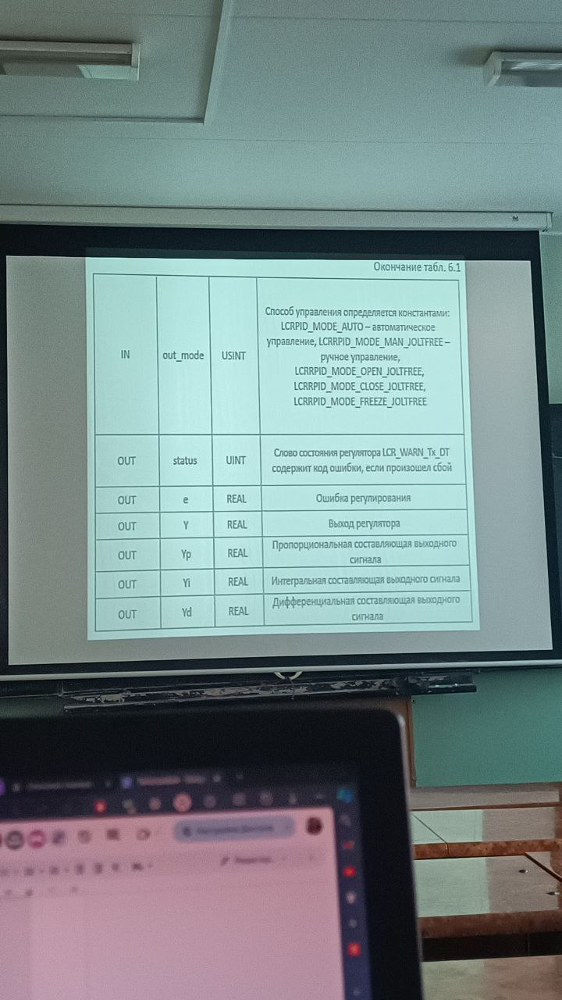 Окончание табл. 6.1
IN
out_mode
USINT
Способ управления определяется константами:
LCRPID_MODE_AUTO – автоматическое
управление, LCRRPID_MODE_MAN_JOLTFREE –
ручное управление,
LCRRPID_MODE_OPEN_JOLTFREE,
LCRRPID_MODE_CLOSE_JOLTFREE,
LCRRPID_MODE_FREEZE_JOLTFREE
OUT
status
UINT
Слово состояния регулятора LCR_WARN_Tx_DT
содержит код ошибки, если произошел сбой
OUT
e
REAL
Ошибка регулирования
OUT
Y
REAL
Выход регулятора
OUT
Yp
REAL
Пропорциональная составляющая выходного
сигнала
OUT
Yi
REAL
Интегральная составляющая выходного сигнала
OUT
Yd
REAL
Дифференциальная составляющая выходного
сигнала